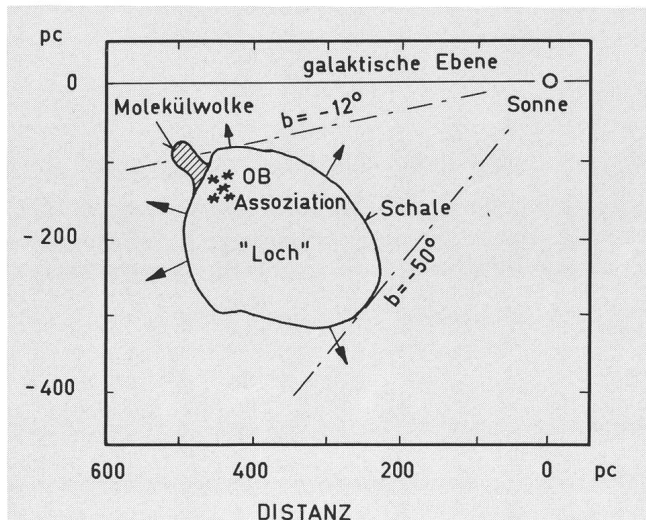 pc
galaktische Ebene
0
Molekülwolke
b = -12°
Sonne
OB
Assoziation
Schale
-200
"Loch"
b = -50°
-400
600
400
200
0
pc
DISTANZ